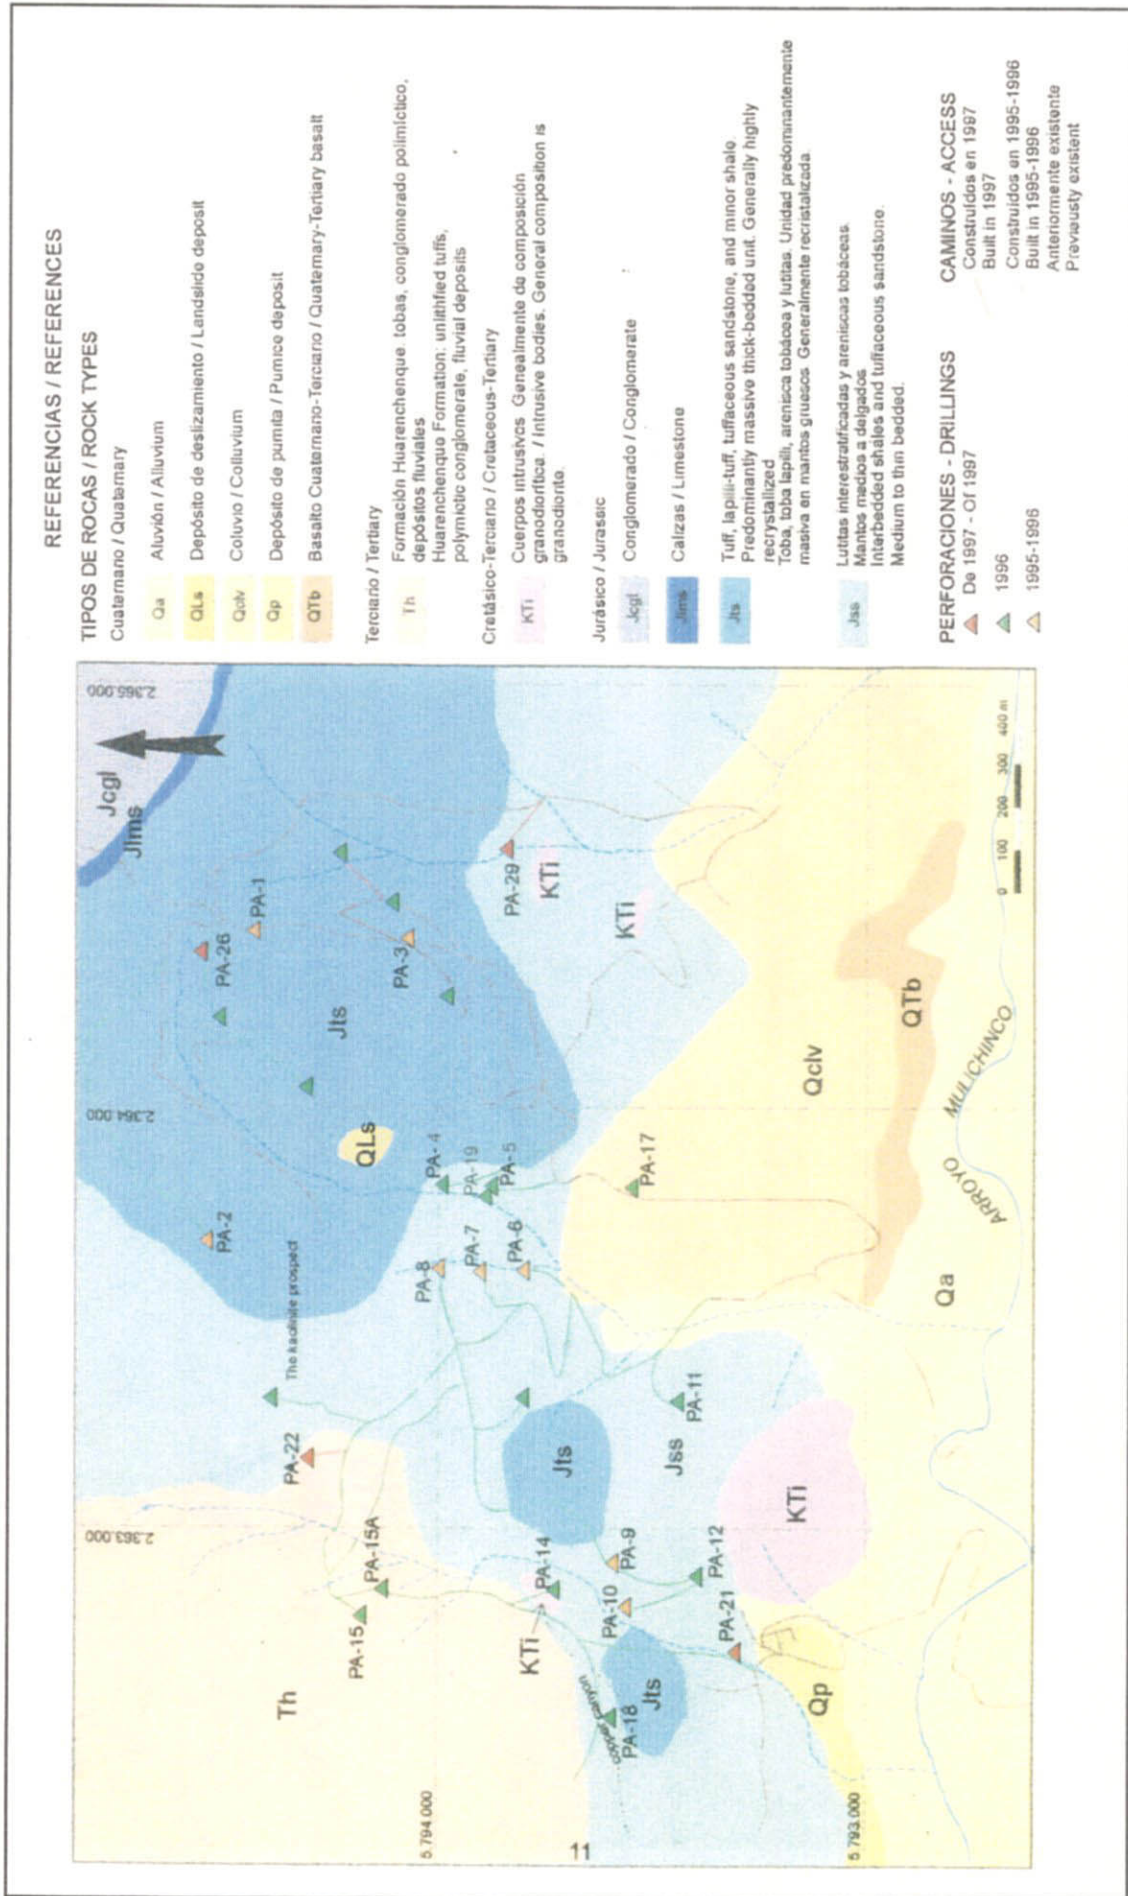 REFERENCIAS / REFERENCES
TIPOS DE ROCAS / ROCK TYPES
Cuaternano / Quaternary
Qa Aluvión / Alluvium
QLs Depósito de deslizamiento / Landslide deposit
Qclv Coluvio / Colluvium
Qp Depósito de pumita / Pumice deposit
QTb Basalto Cuaternano-Terciario / Quaternary-Tertiary basalt
Terciario / Tertiary
Th Formación Huarenchenque: tobas, conglomerado polimíctico,
depósitos fluviales
Huarenchenquo Formation: unlithfied tuffs,
polymictic conglomerate, fluvial deposits
Cretásico-Terciario / Cretaceous-Tertiary
KTi Cuerpos intrusivos Genealmente de composición
granodiorítica. / Intrusive bodies. General composition is
granodiorite.
Jurásico / Jurassic
Jcgl Conglomerado / Conglomerate
Jlms Calizas / Limestone
Jts Tuff, lapilli-tuff, tuffaceous sandstone, and minor shale.
Predominantly massive thick-bedded unit. Generally highly
recrystallized
Toba, toba lapilli, arenisca tobácea y lutitas. Unidad predominantemente
masiva en mantos gruesos. Generalmente recristalizada.
Jss Lutitas interestratificadas y areniscas tobáceas.
Mantos medios a delgados
Interbedded shales and tuffaceous sandstone.
Medium to thin bedded.
PERFORACIONES - DRILLINGS
De 1997 - Of 1997
1996
1995-1996
CAMINOS - ACCESS
Construídos en 1997
Built in 1997
Construídos en 1995-1996
Built in 1995-1996
Anteriormente existente
Previousty existent
2.363.000
2.364.000
2.365.000
Jcgl
Jlms
PA-2
PA-26
PA-1
The kaolinite prospect
PA-22
QLs
Jts
Th
PA-15
PA-15A
PA-3
5.794.000
PA-8
PA-4
PA-7
PA-19
PA-5
PA-6
PA-29
KTi
KTi
PA-14
Jts
11
copper canyon
PA-18
Jts
PA-10
PA-9
PA-17
KTi
Jss
PA-11
PA-12
PA-21
KTi
Qp
Qclv
5.793.000
QTb
Qa
ARROYO MULICHINCO
0 100 200 300 400 m